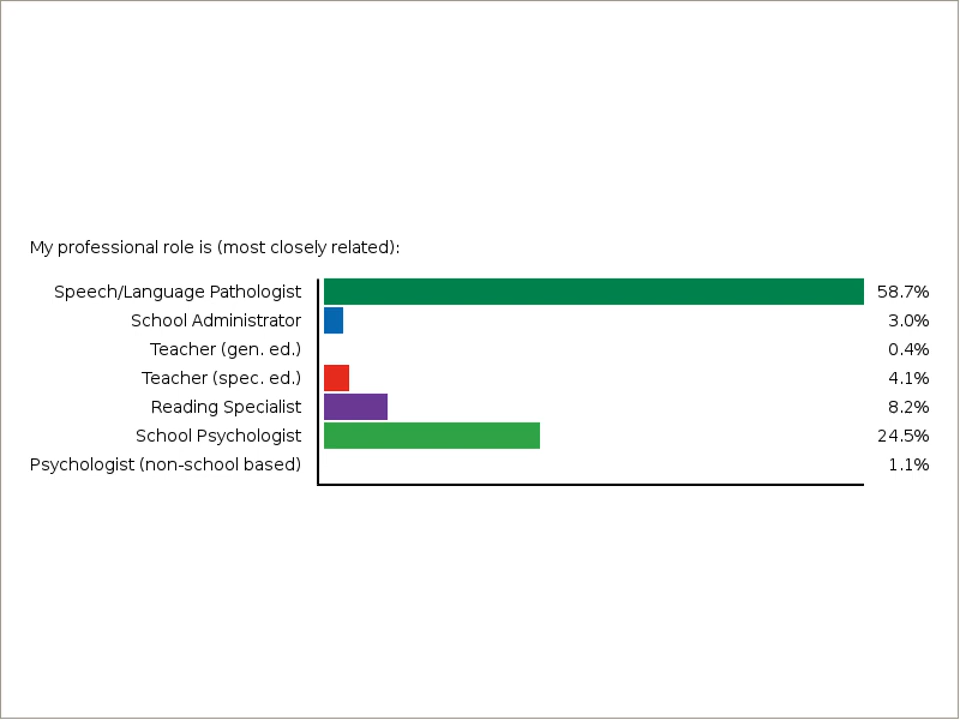 My professional role is (most closely related):
Speech/Language Pathologist 58.7%
School Administrator 3.0%
Teacher (gen. ed.) 0.4%
Teacher (spec. ed.) 4.1%
Reading Specialist 8.2%
School Psychologist 24.5%
Psychologist (non-school based) 1.1%